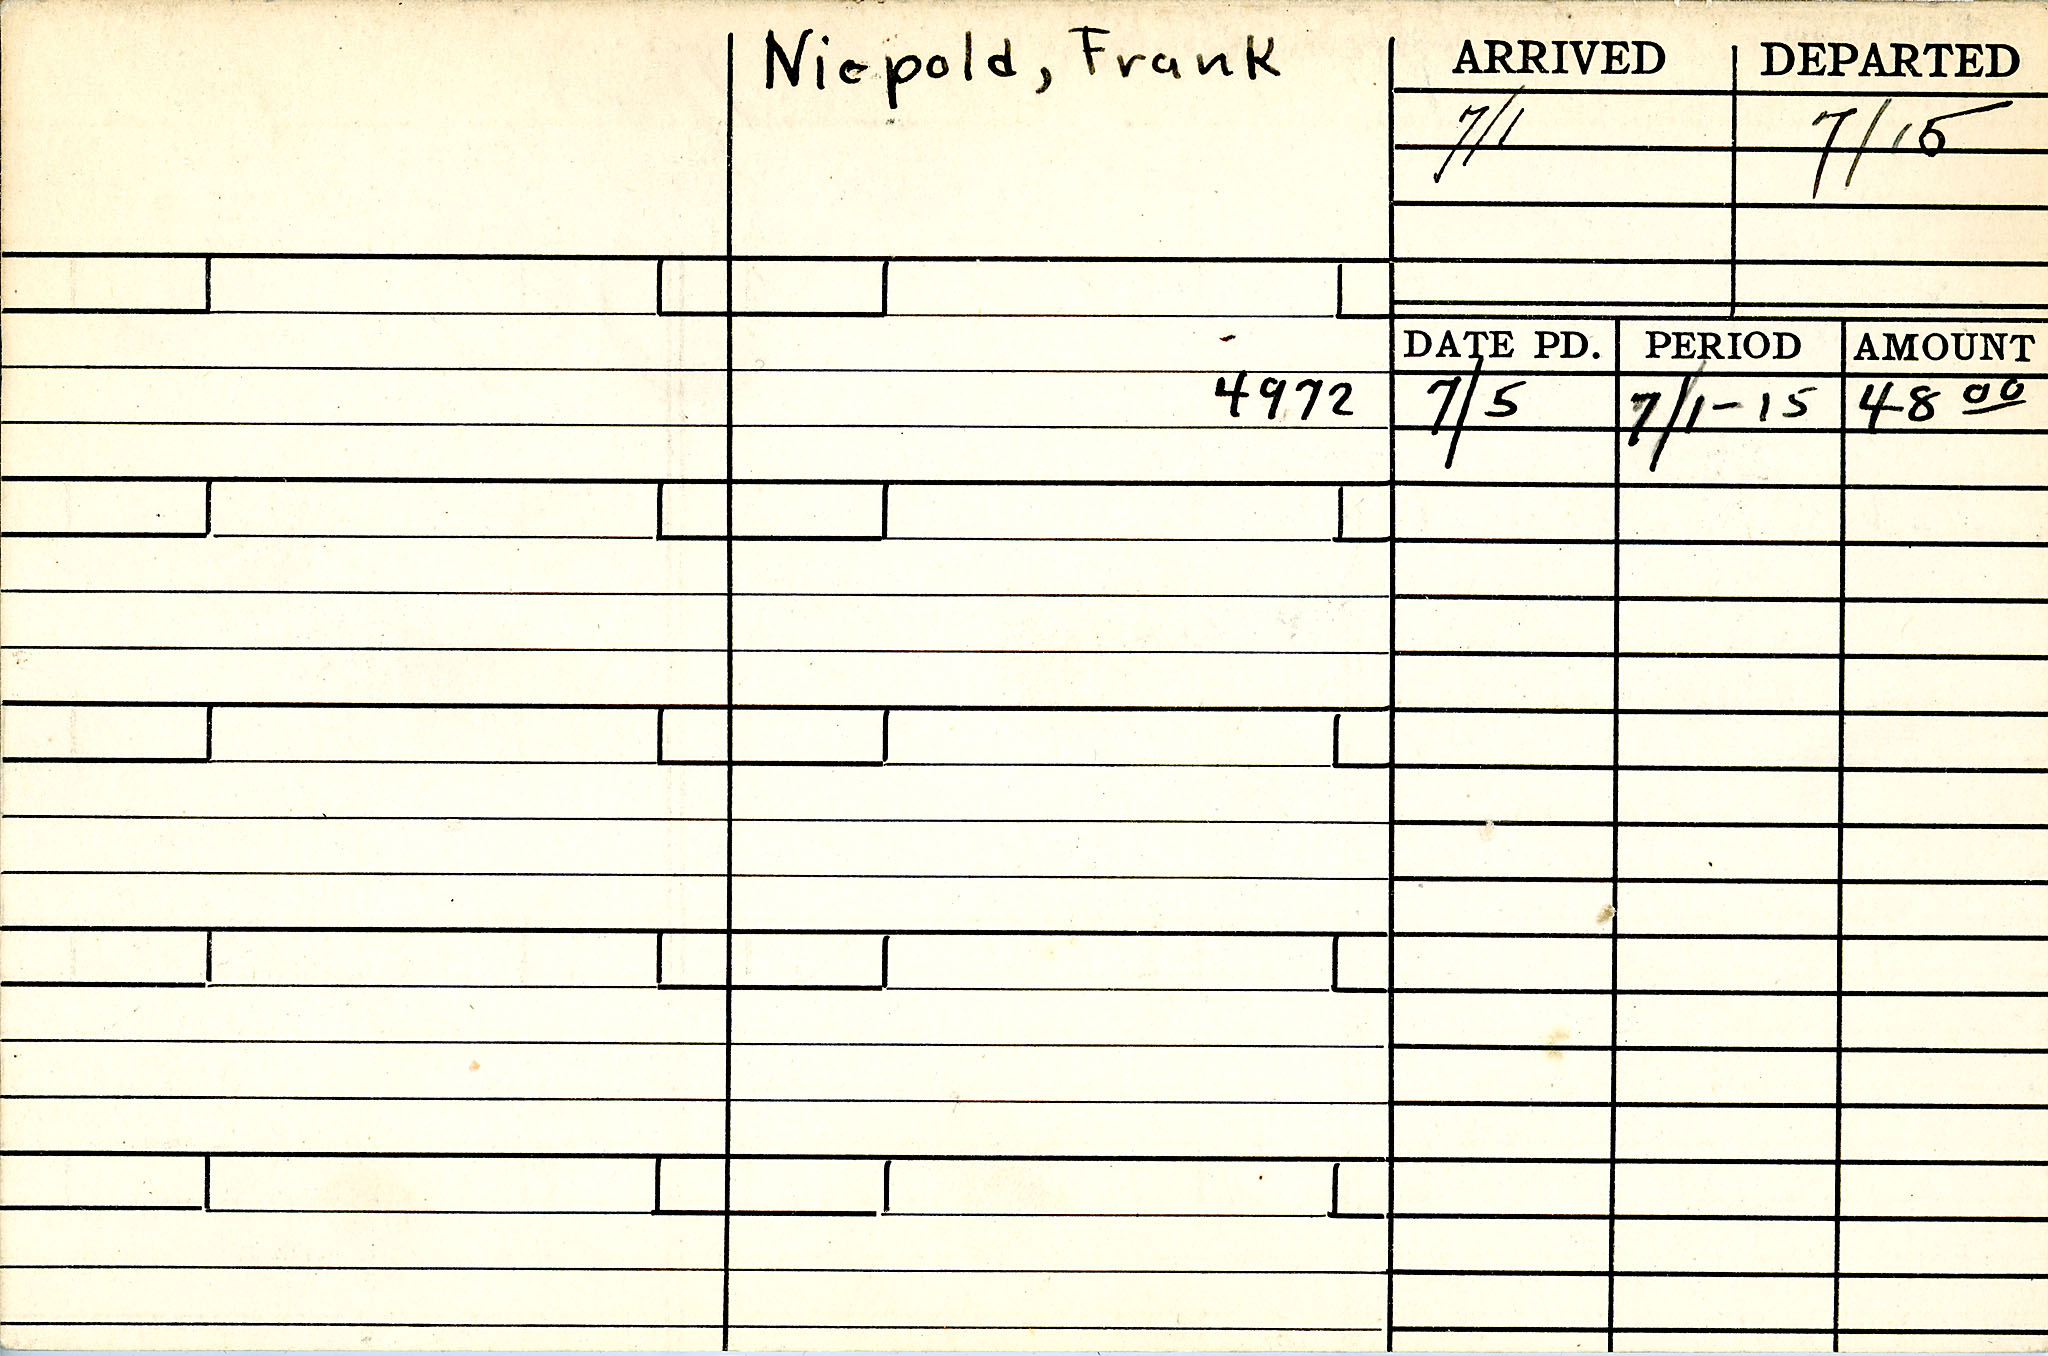 Niepold, Frank
ARRIVED DEPARTED
7/1 7/15
DATE PD. PERIOD AMOUNT
4972 7/5 7/1-15 48 00